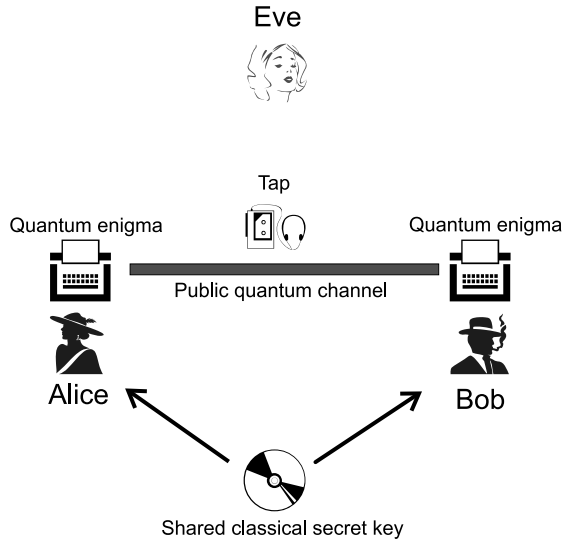 Eve
Tap
Quantum enigma
Quantum enigma
Public quantum channel
Alice
Bob
Shared classical secret key